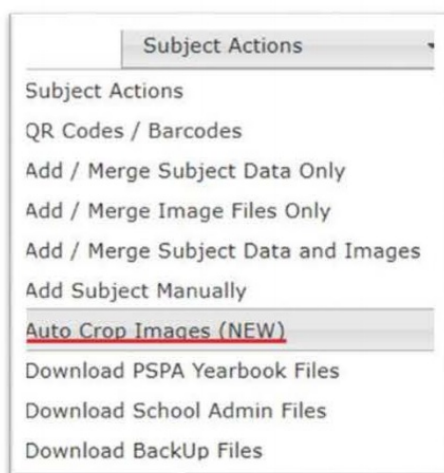 Subject Actions
Subject Actions
QR Codes / Barcodes
Add / Merge Subject Data Only
Add / Merge Image Files Only
Add / Merge Subject Data and Images
Add Subject Manually
Auto Crop Images (NEW)
Download PSPA Yearbook Files
Download School Admin Files
Download BackUp Files